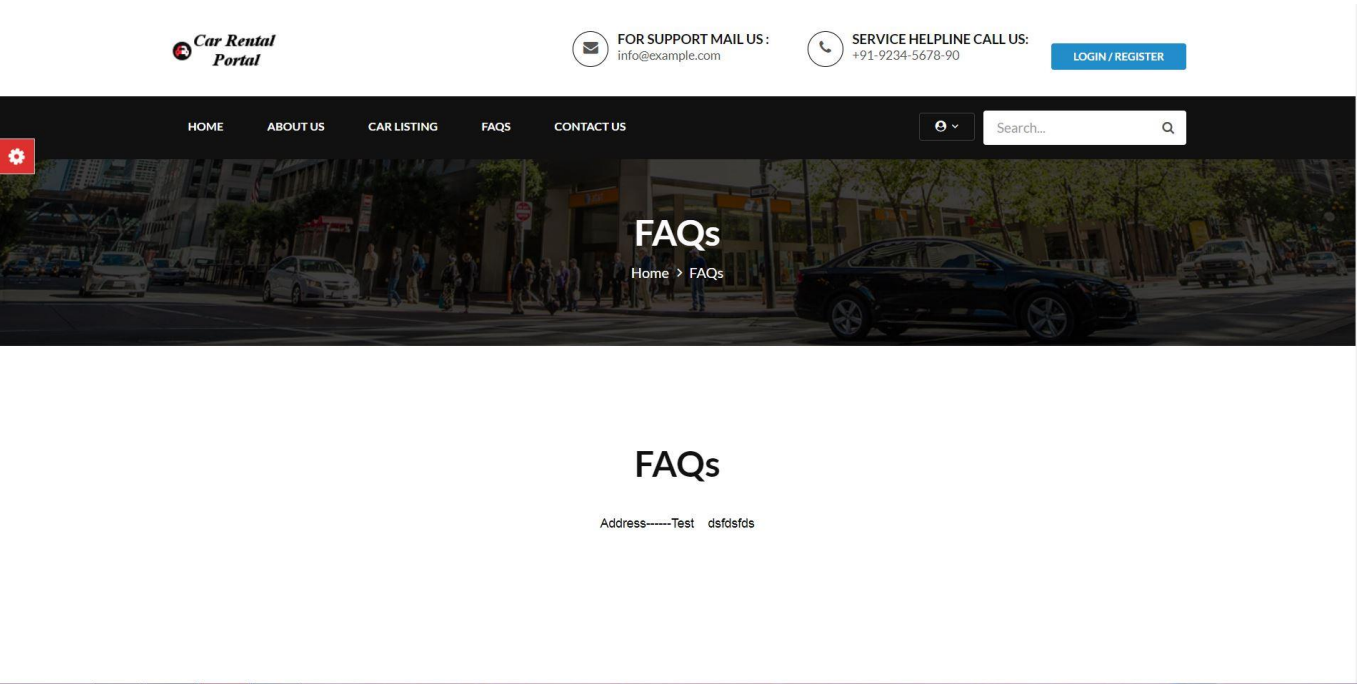 Car Rental
Portal
FOR SUPPORT MAIL US :
info@example.com
SERVICE HELPLINE CALL US:
+91-9234-5678-90
LOGIN / REGISTER
HOME ABOUT US CAR LISTING FAQS CONTACT US
Search...
FAQs
Home > FAQs
FAQs
Address------Test dsfdsfds